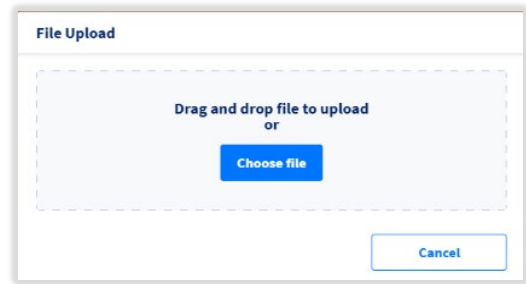 File Upload
Drag and drop file to upload
or
Choose file
Cancel